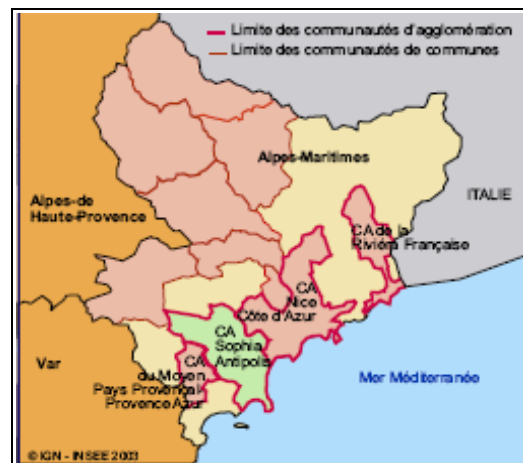 Limite des communautés d'agglomération
Limite des communautés de communes
Alpes-Maritimes
Alpes-de
Haute-Provence
ITALIE
CA de la
Riviéra Française
CA
Nice
Côte d'Azur
CA
Sophia
Antipolis
CA
du Moyen
Pays Provençal
Provence Azur
Var
Mer Méditerranée
© IGN - INSEE 2003